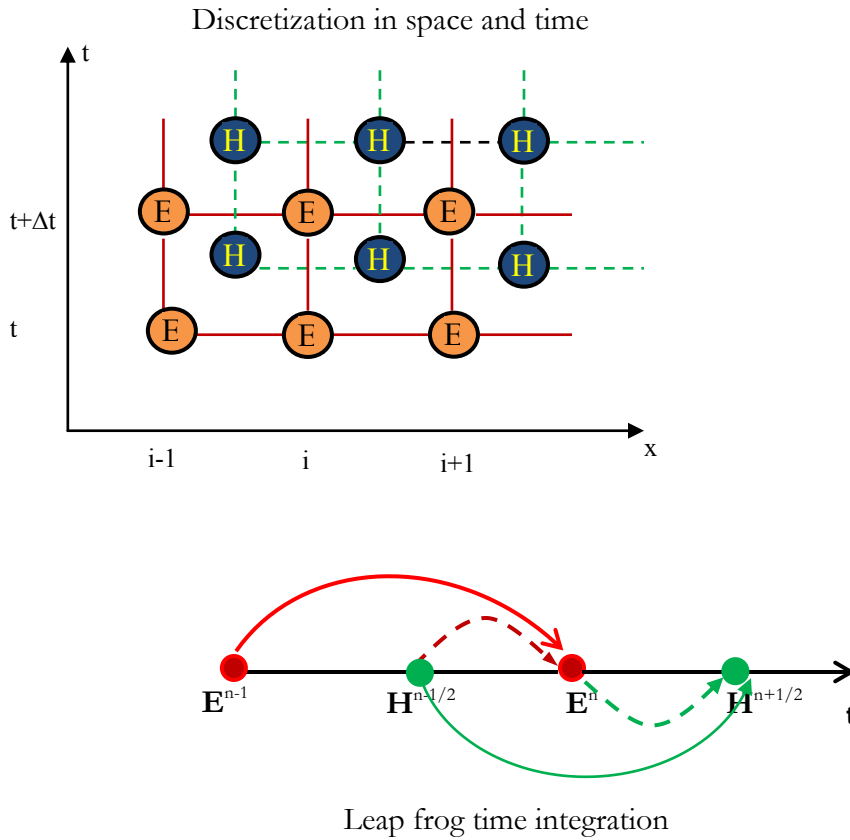 Discretization in space and time
t
H H H
E E E
t+Δt
H H H
t
E E E
i-1 i i+1
x
E^{n-1} H^{n-1/2} E^n H^{n+1/2}
t
Leap frog time integration